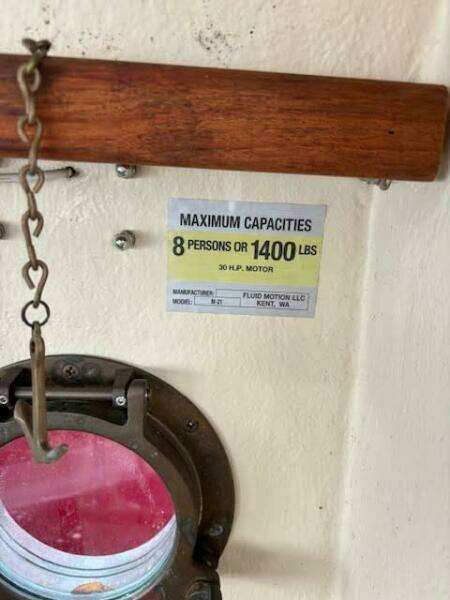 MAXIMUM CAPACITIES
8 PERSONS OR 1400 LBS
30 H.P. MOTOR
MANUFACTURER: FLUID MOTION LLC
MODEL: R-21 KENT, WA